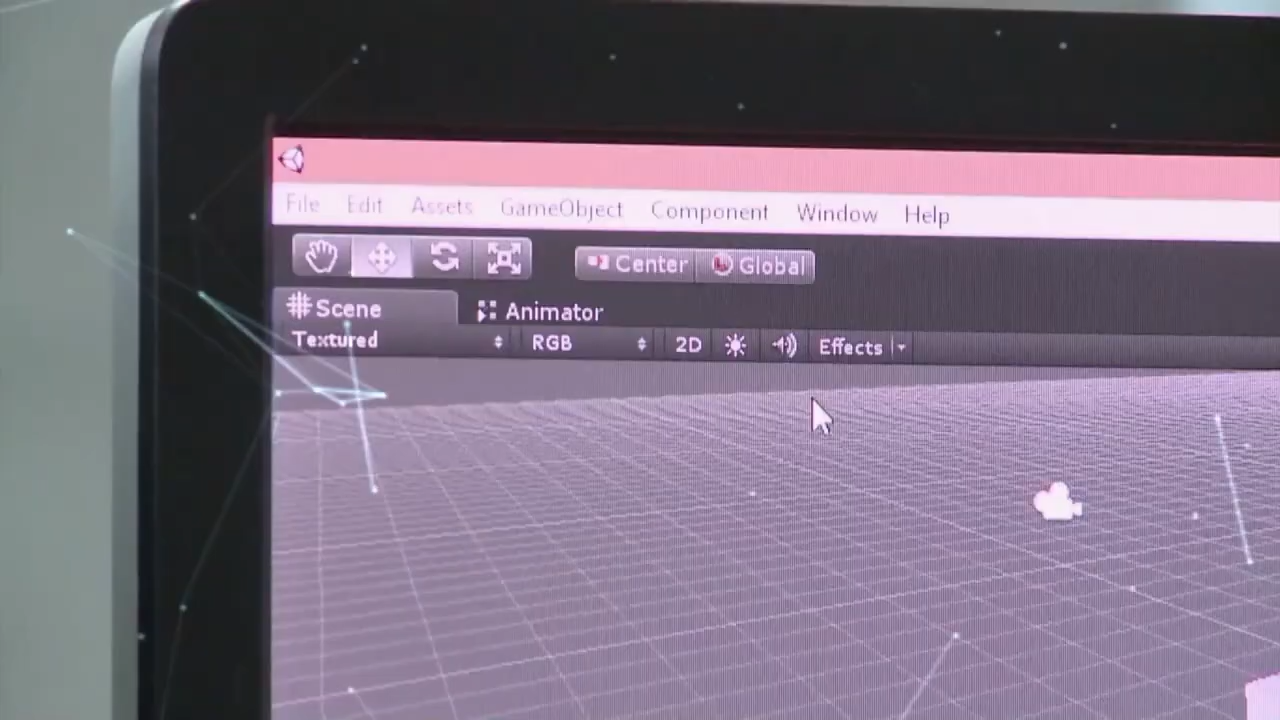 File Edit Assets GameObject Component Window Help
Center Global
Scene Animator
Textured RGB 2D Effects